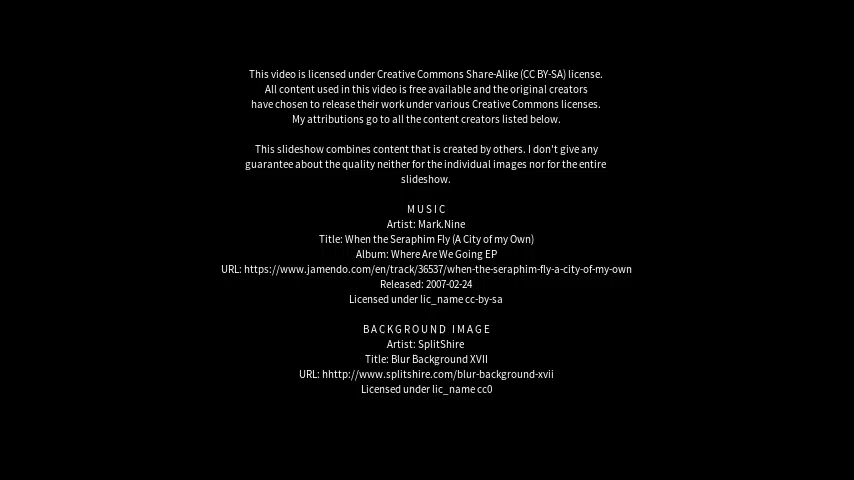 This video is licensed under Creative Commons Share-Alike (CC BY-SA) license.
All content used in this video is free available and the original creators
have chosen to release their work under various Creative Commons licenses.
My attributions go to all the content creators listed below.
This slideshow combines content that is created by others. I don't give any
guarantee about the quality neither for the individual images nor for the entire
slideshow.
MUSIC
Artist: Mark.Nine
Title: When the Seraphim Fly (A City of my Own)
Album: Where Are We Going EP
URL: https://www.jamendo.com/en/track/36537/when-the-seraphim-fly-a-city-of-my-own
Released: 2007-02-24
Licensed under lic_name cc-by-sa
BACKGROUND IMAGE
Artist: SplitShire
Title: Blur Background XVII
URL: hhttp://www.splitshire.com/blur-background-xvii
Licensed under lic_name cc0